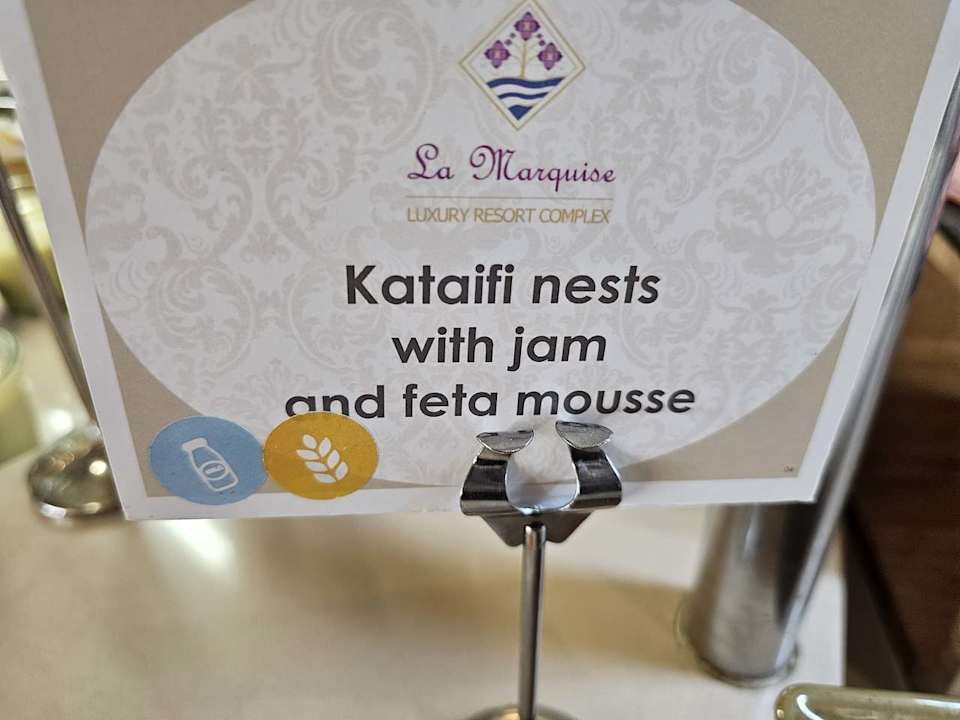 La Marquise
LUXURY RESORT COMPLEX
Kataifi nests
with jam
and feta mousse